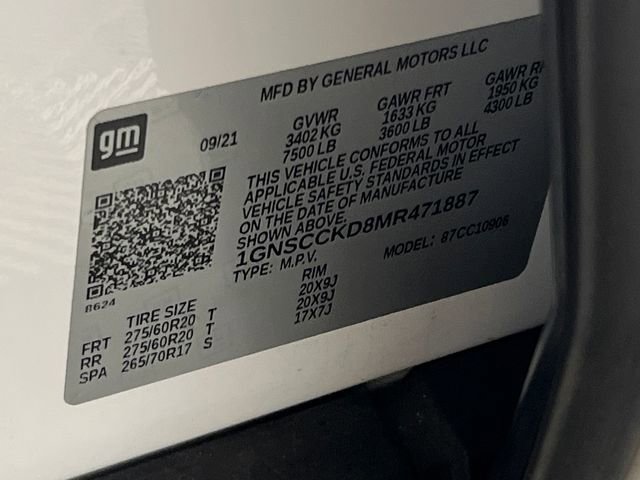 MFD BY GENERAL MOTORS LLC
gm
09/21
GVWR
3402 KG
7500 LB
GAWR FRT
1633 KG
3600 LB
GAWR
1950 KG
4300 LB
THIS VEHICLE CONFORMS TO ALL
APPLICABLE U.S. FEDERAL MOTOR
VEHICLE SAFETY STANDARDS IN EFFECT
ON THE DATE OF MANUFACTURE
SHOWN ABOVE.
1GNSCCKD8MR471887
TYPE: M.P.V.
MODEL: 87CC10906
8624
TIRE SIZE RIM
FRT 275/60R20 T 20X9J
RR 275/60R20 T 20X9J
SPA 265/70R17 S 17X7J